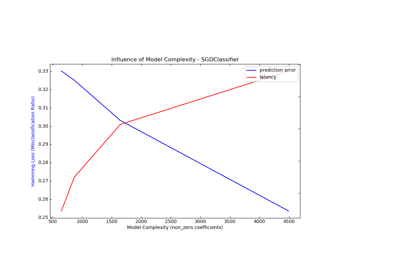 Influence of Model Complexity - SGDClassifier
prediction error
latency
0.33
0.32
0.31
0.30
0.29
0.28
0.27
0.26
0.25
Hamming Loss (Misclassification Ratio)
500 1000 1500 2000 2500 3000 3500 4000 4500
Model Complexity (non_zero coefficients)